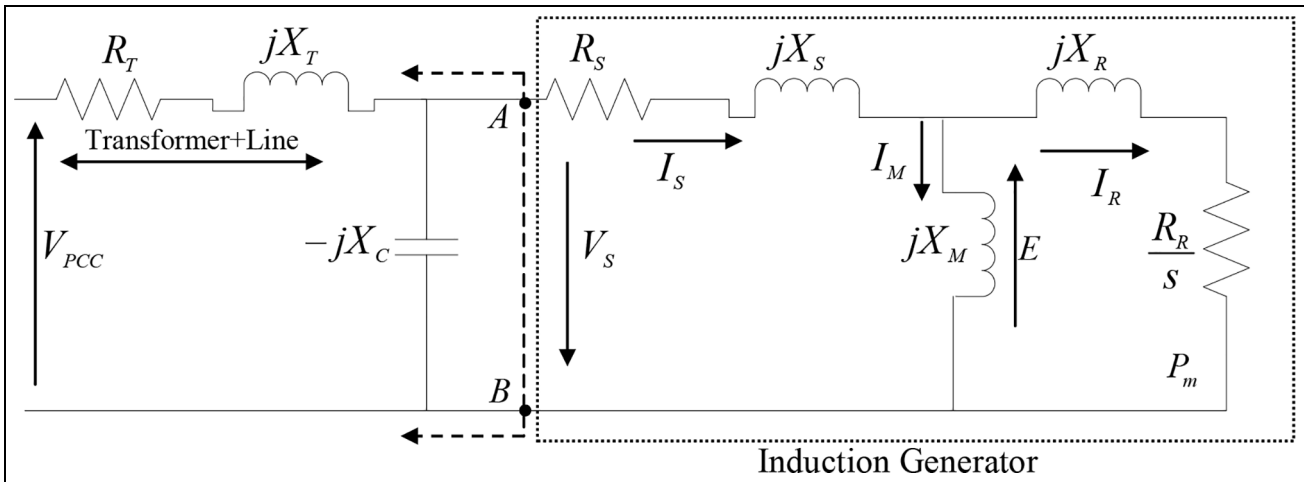 R_T
jX_T
R_S
jX_S
jX_R
A
Transformer+Line
I_S
I_M
I_R
V_PCC
-jX_C
V_S
jX_M
E
R_R
s
B
P_m
Induction Generator